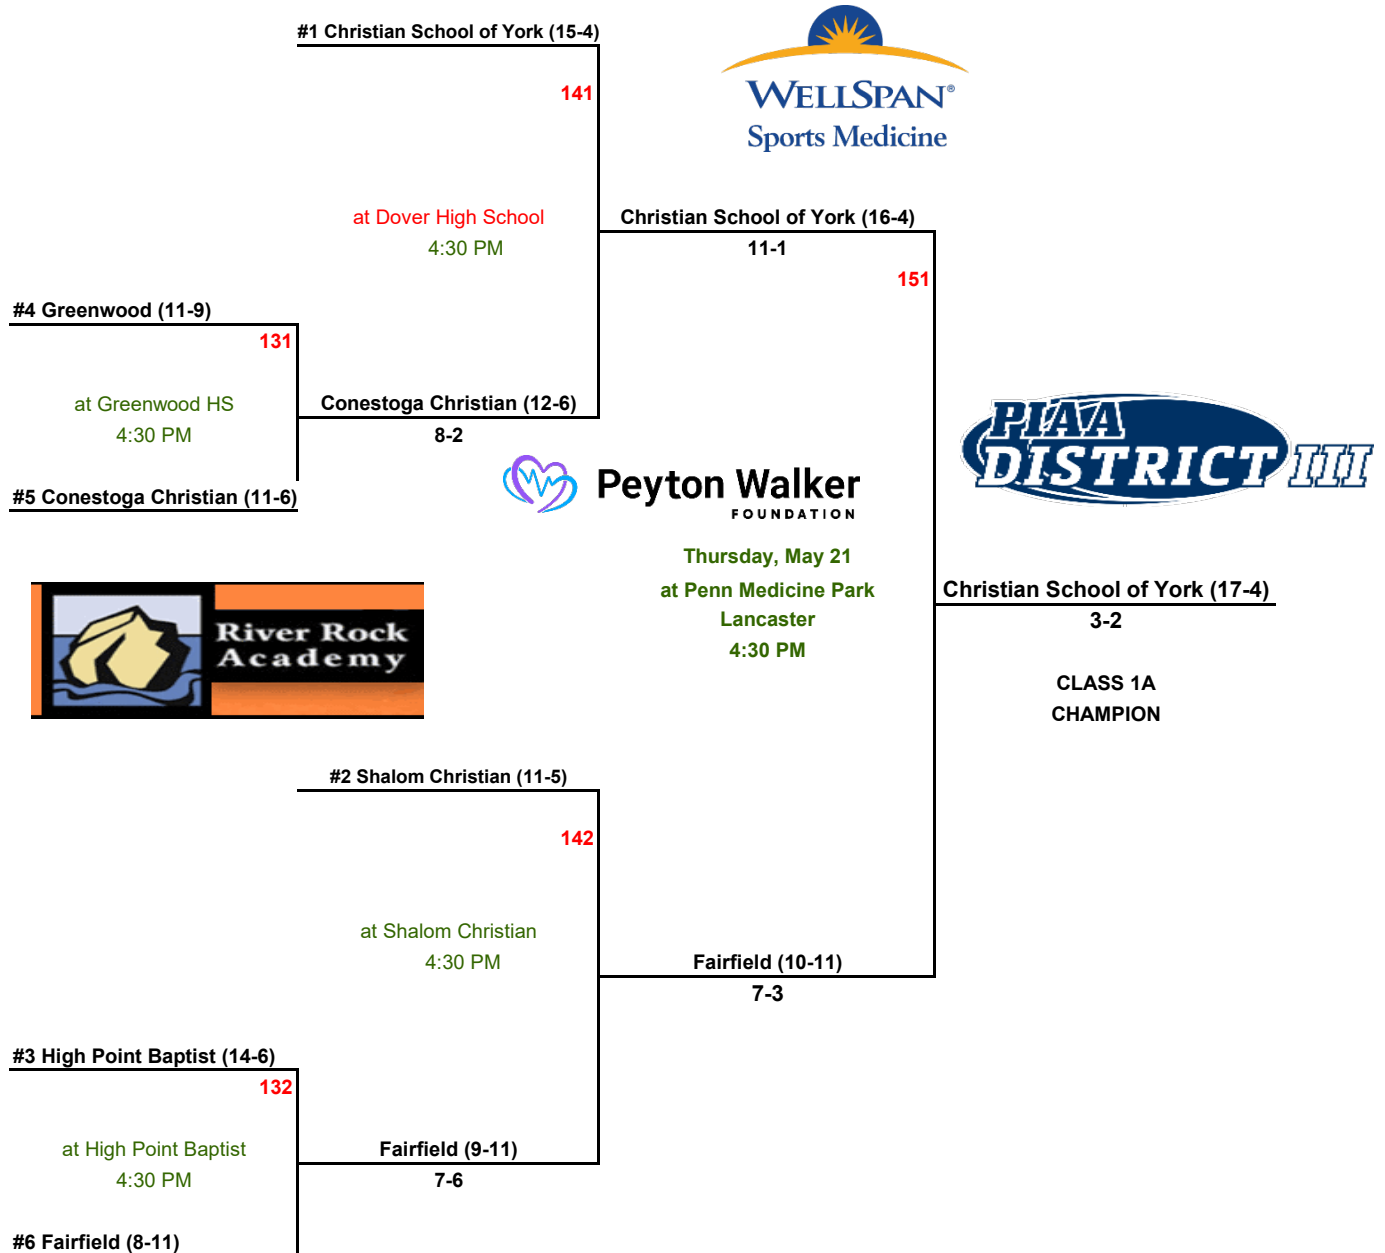 #1 Christian School of York (15-4)
WELLSPAN®
Sports Medicine
141
at Dover High School
4:30 PM
Christian School of York (16-4)
11-1
151
#4 Greenwood (11-9)
131
at Greenwood HS
4:30 PM
Conestoga Christian (12-6)
8-2
#5 Conestoga Christian (11-6)
PIAA
DISTRICT III
Peyton Walker
FOUNDATION
Thursday, May 21
at Penn Medicine Park
Lancaster
4:30 PM
River Rock
Academy
Christian School of York (17-4)
3-2
CLASS 1A
CHAMPION
#2 Shalom Christian (11-5)
142
at Shalom Christian
4:30 PM
Fairfield (10-11)
7-3
#3 High Point Baptist (14-6)
132
at High Point Baptist
4:30 PM
Fairfield (9-11)
7-6
#6 Fairfield (8-11)